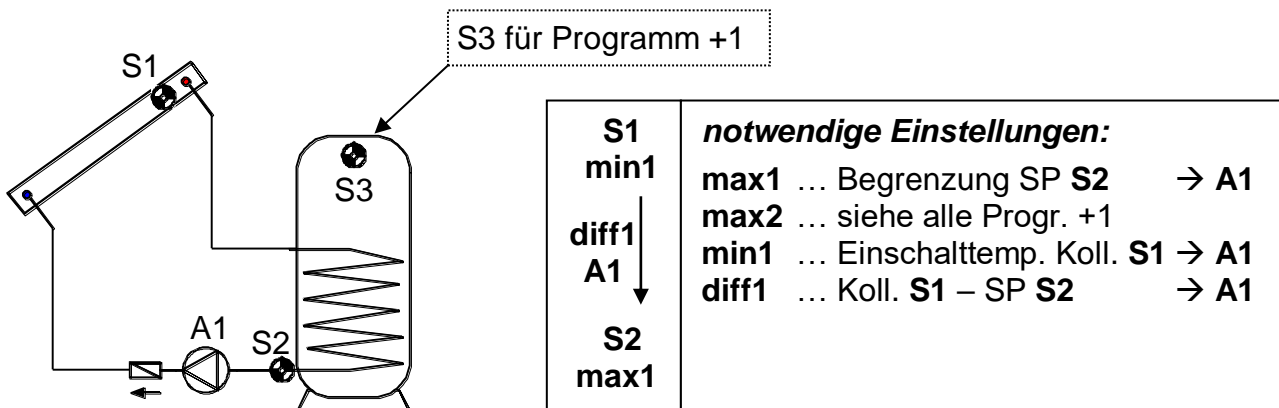 S3 für Programm +1
S1
S3
A1
S2
S1
min1
diff1
A1
S2
max1
notwendige Einstellungen:
max1 … Begrenzung SP S2 → A1
max2 … siehe alle Progr. +1
min1 … Einschalttemp. Koll. S1 → A1
diff1 … Koll. S1 – SP S2 → A1